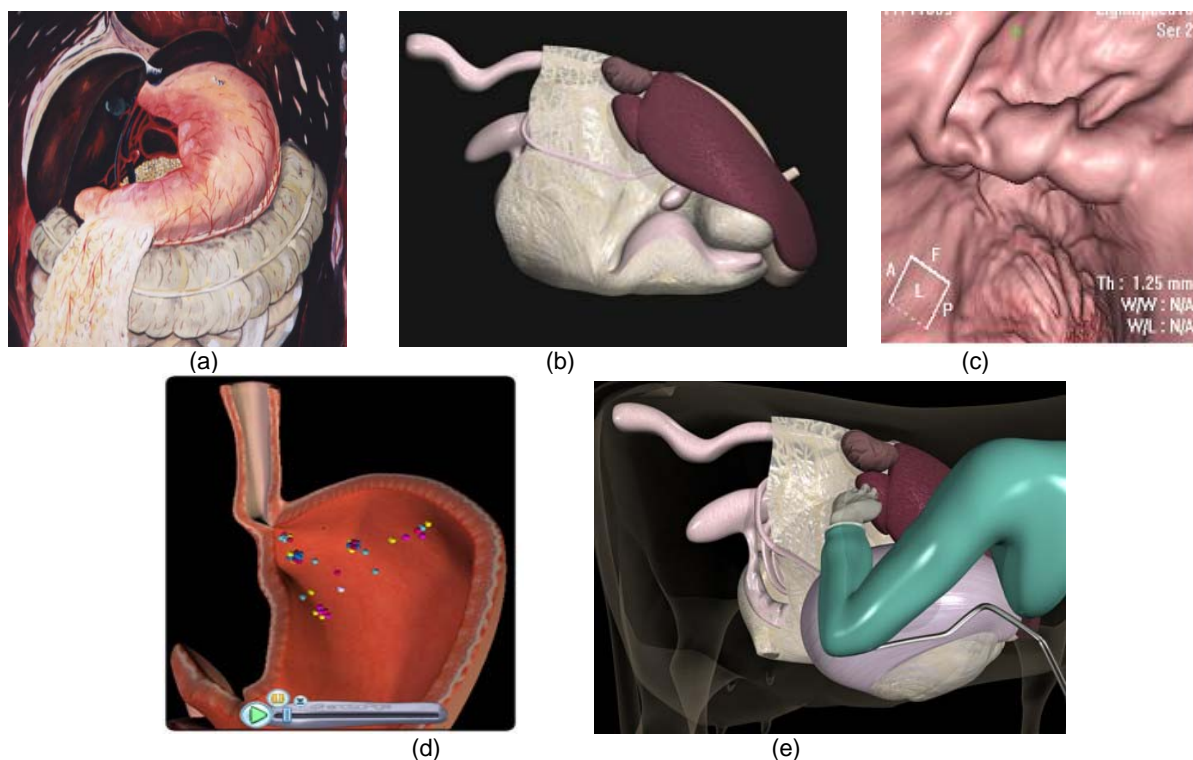 Ser 2
A
F
L
P
Th : 1.25 mm
W/W : N/A
W/L : N/A
(a)
(b)
(c)
(d)
(e)